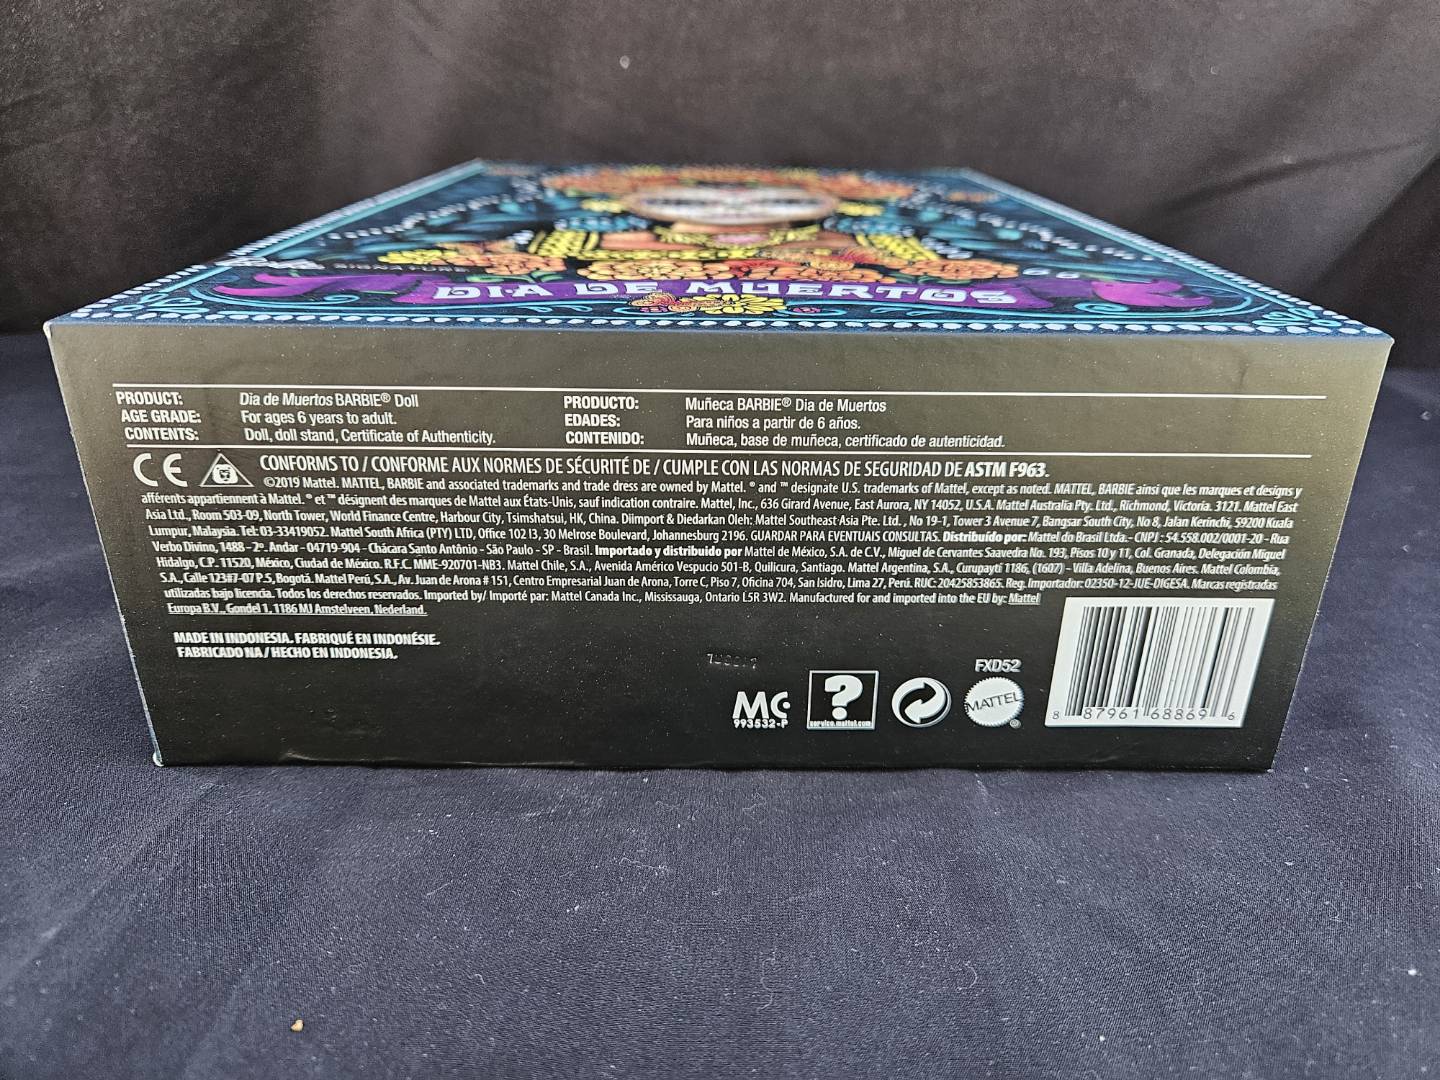 SIGNATURE
DIA DE MUERTOS
PRODUCT: Dia de Muertos BARBIE® Doll
AGE GRADE: For ages 6 years to adult.
CONTENTS: Doll, doll stand, Certificate of Authenticity.
PRODUCTO: Muñeca BARBIE® Dia de Muertos
EDADES: Para niños a partir de 6 años.
CONTENIDO: Muñeca, base de muñeca, certificado de autenticidad.
CE CONFORMS TO / CONFORME AUX NORMES DE SÉCURITÉ DE / CUMPLE CON LAS NORMAS DE SEGURIDAD DE ASTM F963.
©2019 Mattel. MATTEL, BARBIE and associated trademarks and trade dress are owned by Mattel. ® and ™ designate U.S. trademarks of Mattel, except as noted. MATTEL, BARBIE ainsi que les marques et designs y
afférents appartiennent à Mattel. ® et ™ désignent des marques de Mattel aux États-Unis, sauf indication contraire. Mattel, Inc., 636 Girard Avenue, East Aurora, NY 14052, U.S.A. Mattel Australia Pty. Ltd., Richmond, Victoria. 3121. Mattel East
Asia Ltd., Room 503-09, North Tower, World Finance Centre, Harbour City, Tsimshatsui, HK, China. Diimport & Diedarkan Oleh: Mattel Southeast Asia Pte. Ltd. , No 19-1, Tower 3 Avenue 7, Bangsar South City, No 8, Jalan Kerinchi, 59200 Kuala
Lumpur, Malaysia. Tel: 03-33419052. Mattel South Africa (PTY) LTD, Office 102 I3, 30 Melrose Boulevard, Johannesburg 2196. GUARDAR PARA EVENTUAIS CONSULTAS. Distribuído por: Mattel do Brasil Ltda.- CNPJ : 54.558.002/0001-20 - Rua
Verbo Divino, 1488 - 2º. Andar - 04719-904 - Chácara Santo Antônio - São Paulo - SP - Brasil. Importado y distribuido por Mattel de México, S.A. de C.V., Miguel de Cervantes Saavedra No. 193, Pisos 10 y 11, Col. Granada, Delegación Miguel
Hidalgo, C.P. 11520, México, Ciudad de México. R.F.C. MME-920701-NB3. Mattel Chile, S.A., Avenida Américo Vespucio 501-B, Quilicura, Santiago. Mattel Argentina, S.A., Curupaytí 1186, (1607) - Villa Adelina, Buenos Aires. Mattel Colombia,
S.A., Calle 123#7-07 P.5, Bogotá. Mattel Perú, S.A., Av. Juan de Arona # 151, Centro Empresarial Juan de Arona, Torre C, Piso 7, Oficina 704, San Isidro, Lima 27, Perú. RUC: 20425853865. Reg. Importador: 02350-12-JUE-DIGESA. Marcas registradas
utilizadas bajo licencia. Todos los derechos reservados. Imported by/ Importé par: Mattel Canada Inc., Mississauga, Ontario L5R 3W2. Manufactured for and imported into the EU by: Mattel
Europa B.V., Gondel 1, 1186 MJ Amstelveen, Nederland.
MADE IN INDONESIA. FABRIQUÉ EN INDONÉSIE.
FABRICADO NA / HECHO EN INDONESIA.
MC
993532-P
?
service.mattel.com
FXD52
MATTEL
8 87961 68869 6